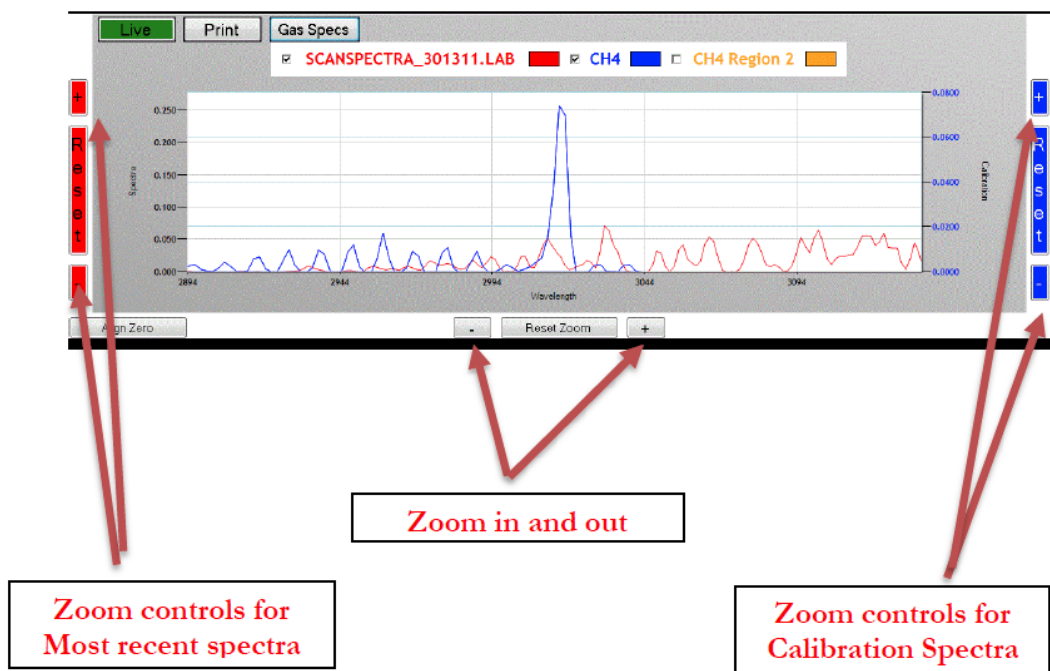 Live Print Gas Specs
SCANSPECTRA_301311.LAB CH4 CH4 Region 2
+
Reset
-
Spectra
0.250
0.200
0.150
0.100
0.050
0.000
2894 2944 2994 3044 3094
Wavelength
0.0800
0.0600
0.0400
0.0200
0.0000
Calibration
+
Reset
-
Align Zero - Reset Zoom +
Zoom in and out
Zoom controls for
Most recent spectra
Zoom controls for
Calibration Spectra